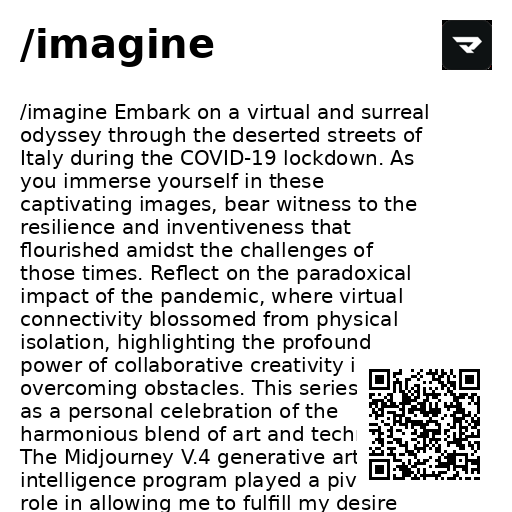 /imagine
/imagine Embark on a virtual and surreal
odyssey through the deserted streets of
Italy during the COVID-19 lockdown. As
you immerse yourself in these
captivating images, bear witness to the
resilience and inventiveness that
flourished amidst the challenges of
those times. Reflect on the paradoxical
impact of the pandemic, where virtual
connectivity blossomed from physical
isolation, highlighting the profound
power of collaborative creativity i
overcoming obstacles. This series
as a personal celebration of the
harmonious blend of art and tech
The Midjourney V.4 generative art
intelligence program played a piv
role in allowing me to fulfill my desire